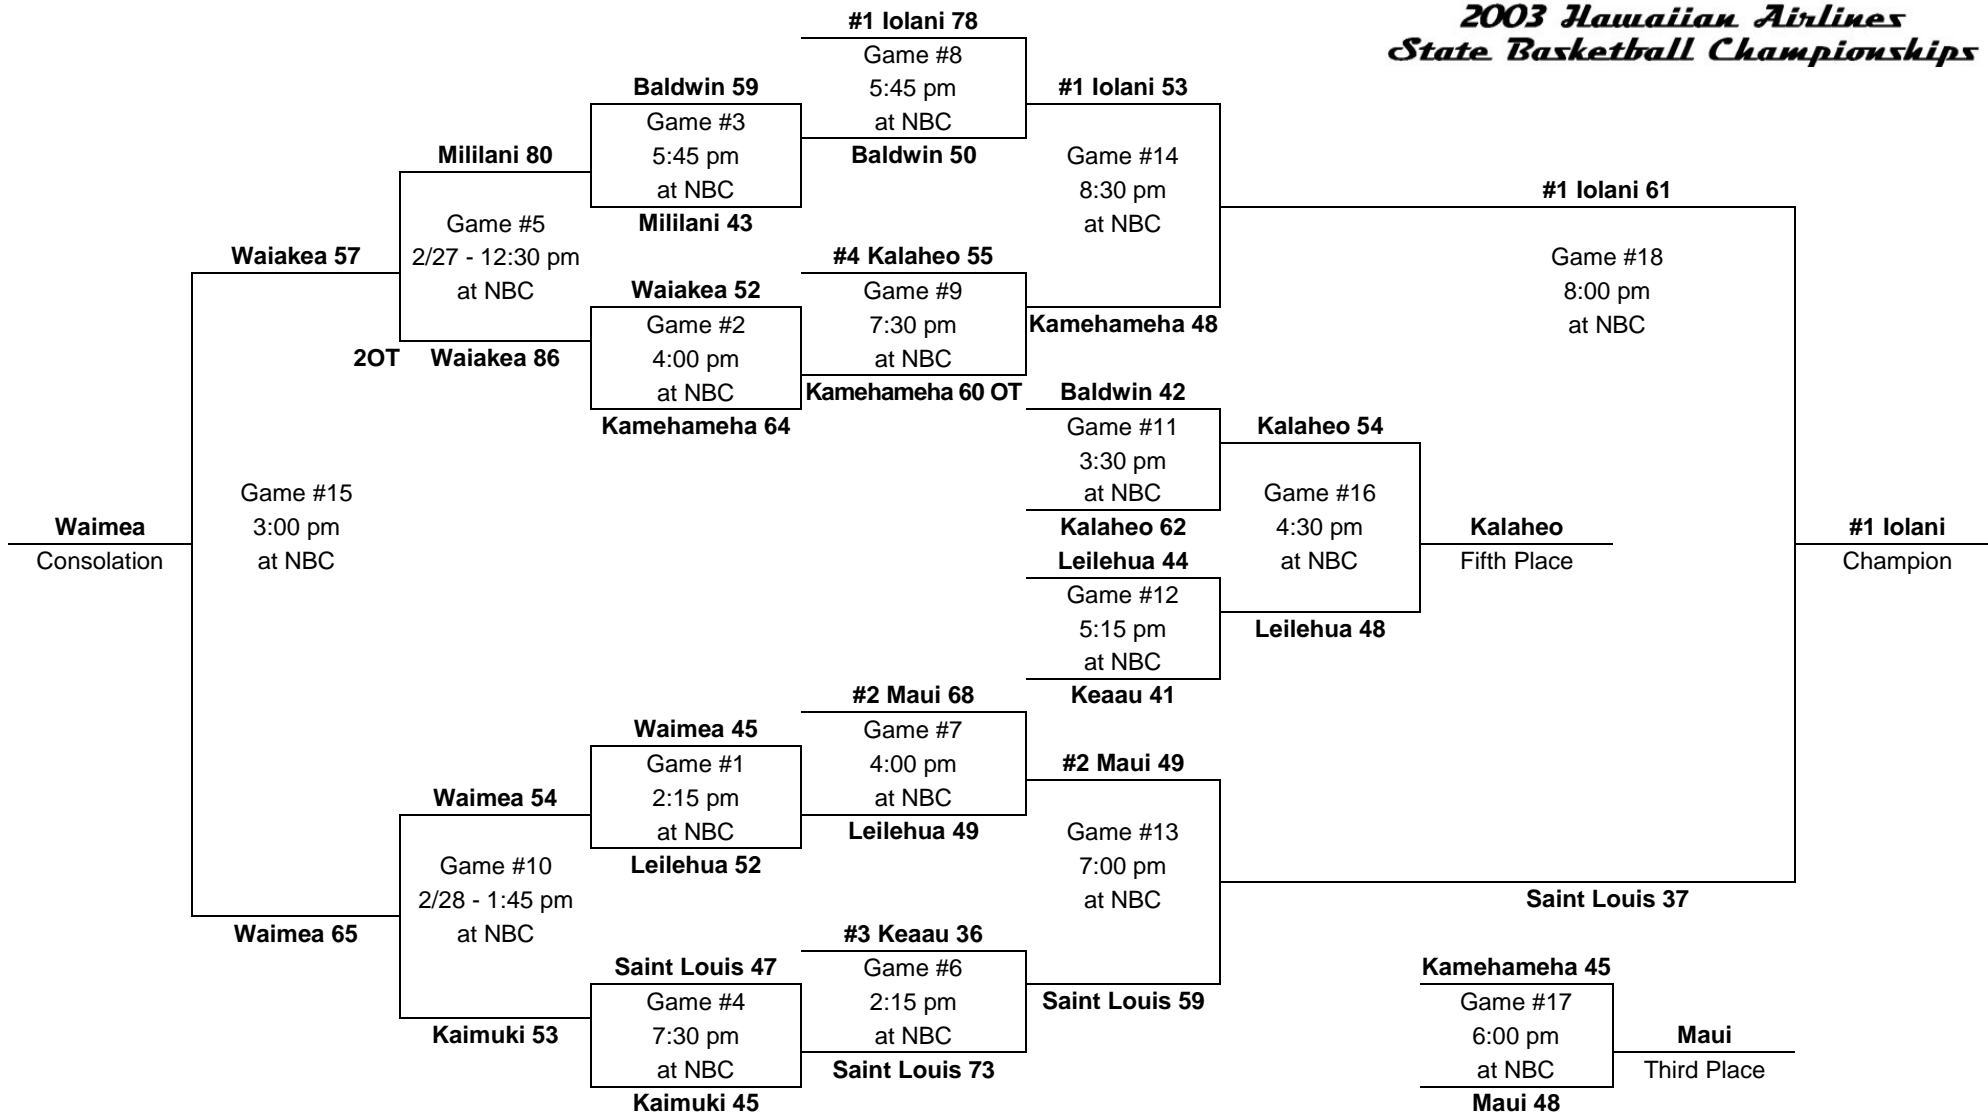 2003 Hawaiian Airlines
State Basketball Championships
#1 Iolani 78
Game #8
5:45 pm
at NBC
Baldwin 50
Baldwin 59
Game #3
5:45 pm
at NBC
Mililani 43
#1 Iolani 53
Game #14
8:30 pm
at NBC
Kamehameha 48
Mililani 80
Game #5
2/27 - 12:30 pm
at NBC
2OT Waiakea 86
#1 Iolani 61
Game #18
8:00 pm
at NBC
Saint Louis 37
Waiakea 57
Game #15
3:00 pm
at NBC
Waimea 65
#4 Kalaheo 55
Game #9
7:30 pm
at NBC
Kamehameha 60 OT
Waiakea 52
Game #2
4:00 pm
at NBC
Kamehameha 64
Baldwin 42
Game #11
3:30 pm
at NBC
Kalaheo 62
Kalaheo 54
Game #16
4:30 pm
at NBC
Leilehua 48
Waimea
Consolation
Kalaheo
Fifth Place
#1 Iolani
Champion
Leilehua 44
Game #12
5:15 pm
at NBC
Keaau 41
#2 Maui 68
Game #7
4:00 pm
at NBC
Leilehua 49
Waimea 45
Game #1
2:15 pm
at NBC
Leilehua 52
#2 Maui 49
Game #13
7:00 pm
at NBC
Saint Louis 59
Waimea 54
Game #10
2/28 - 1:45 pm
at NBC
Kaimuki 53
#3 Keaau 36
Game #6
2:15 pm
at NBC
Saint Louis 73
Saint Louis 47
Game #4
7:30 pm
at NBC
Kaimuki 45
Kamehameha 45
Game #17
6:00 pm
at NBC
Maui 48
Maui
Third Place